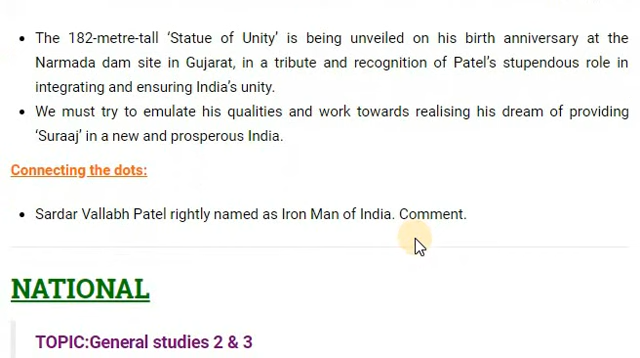 • The 182-metre-tall ‘Statue of Unity’ is being unveiled on his birth anniversary at the
Narmada dam site in Gujarat, in a tribute and recognition of Patel’s stupendous role in
integrating and ensuring India’s unity.
• We must try to emulate his qualities and work towards realising his dream of providing
‘Suraaj’ in a new and prosperous India.
Connecting the dots:
• Sardar Vallabh Patel rightly named as Iron Man of India. Comment.
NATIONAL
TOPIC:General studies 2 & 3